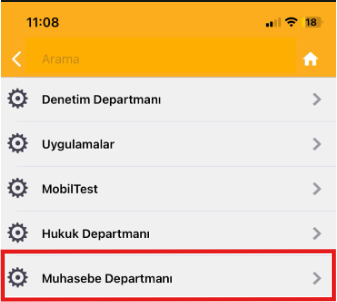 11:08
18
Arama
Denetim Departmanı
Uygulamalar
MobilTest
Hukuk Departmanı
Muhasebe Departmanı